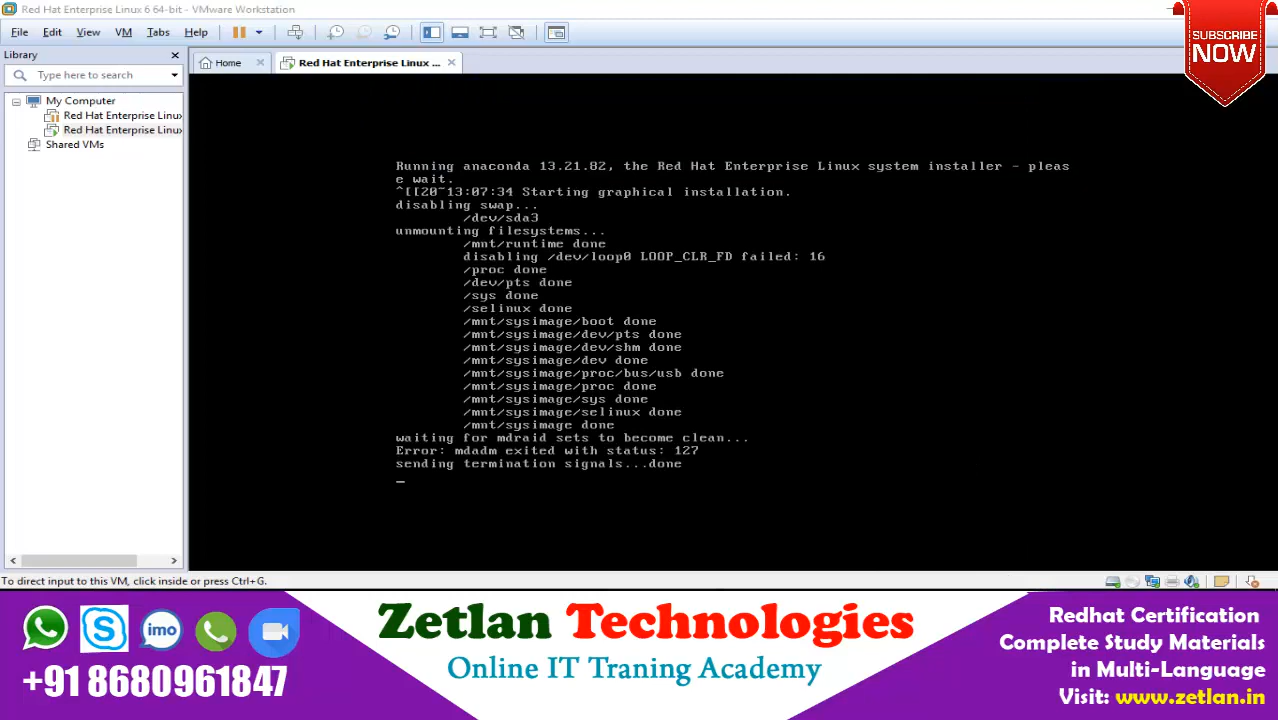 Red Hat Enterprise Linux 6 64-bit - VMware Workstation
File Edit View VM Tabs Help
SUBSCRIBE
NOW
Library
Type here to search
Home
Red Hat Enterprise Linux ...
My Computer
Red Hat Enterprise Linux
Red Hat Enterprise Linux
Shared VMs
Running anaconda 13.21.82, the Red Hat Enterprise Linux system installer - pleas
e wait.
^[[20~13:07:34 Starting graphical installation.
disabling swap...
/dev/sda3
unmounting filesystems...
/mnt/runtime done
disabling /dev/loop0 LOOP_CLR_FD failed: 16
/proc done
/dev/pts done
/sys done
/selinux done
/mnt/sysimage/boot done
/mnt/sysimage/dev/pts done
/mnt/sysimage/dev/shm done
/mnt/sysimage/dev done
/mnt/sysimage/proc/bus/usb done
/mnt/sysimage/proc done
/mnt/sysimage/sys done
/mnt/sysimage/selinux done
/mnt/sysimage done
waiting for mdraid sets to become clean...
Error: mdadm exited with status: 127
sending termination signals...done
_
To direct input to this VM, click inside or press Ctrl+G.
imo
+91 8680961847
Zetlan Technologies
Online IT Traning Academy
Redhat Certification
Complete Study Materials
in Multi-Language
Visit: www.zetlan.in